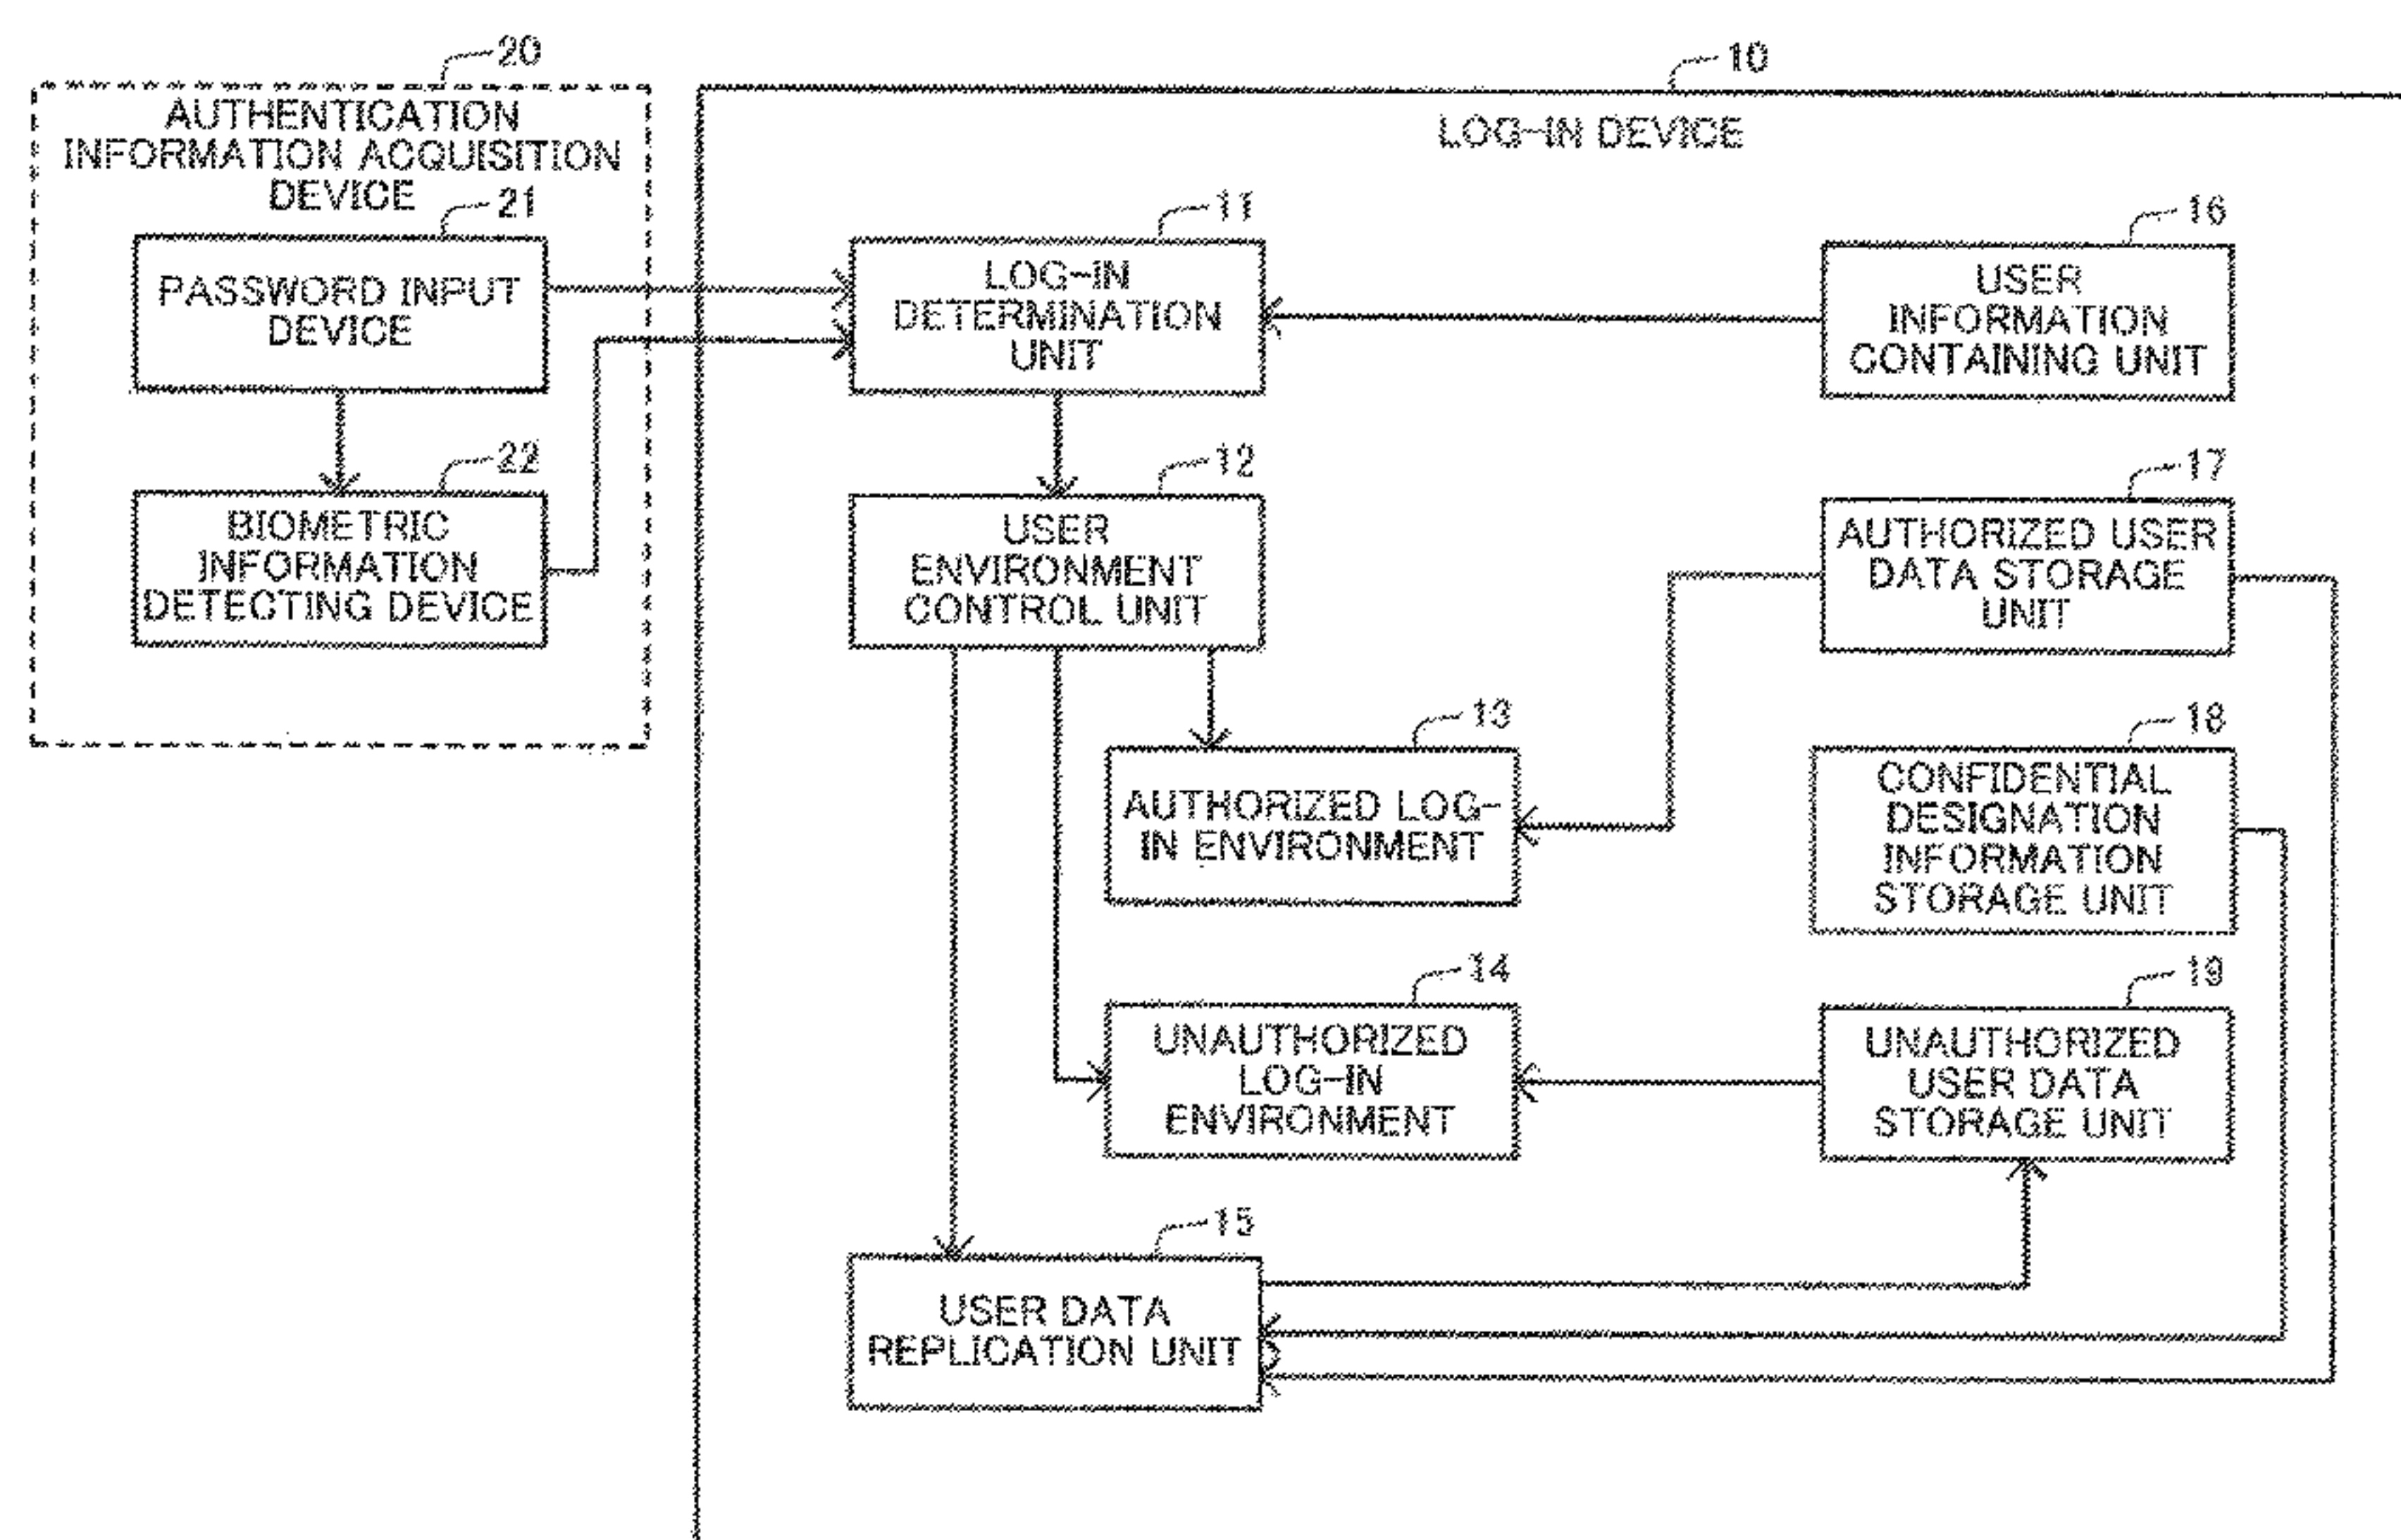 20
AUTHENTICATION
INFORMATION ACQUISITION
DEVICE
21
PASSWORD INPUT
DEVICE
22
BIOMETRIC
INFORMATION
DETECTING DEVICE
10
LOG-IN DEVICE
11
LOG-IN
DETERMINATION
UNIT
16
USER
INFORMATION
CONTAINING UNIT
12
USER
ENVIRONMENT
CONTROL UNIT
17
AUTHORIZED USER
DATA STORAGE
UNIT
13
AUTHORIZED LOG-
IN ENVIRONMENT
18
CONFIDENTIAL
DESIGNATION
INFORMATION
STORAGE UNIT
14
UNAUTHORIZED
LOG-IN
ENVIRONMENT
19
UNAUTHORIZED
USER DATA
STORAGE UNIT
15
USER DATA
REPLICATION UNIT